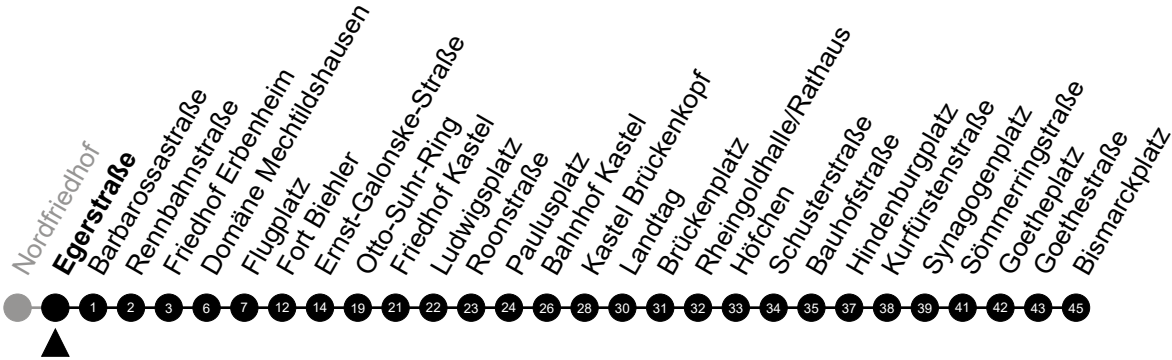 Nordfriedhof
Egerstraße
Barbarossastraße
Rennbahnstraße
Friedhof Erbenheim
Domäne Mechtildshausen
Flugplatz
Fort Biehler
Ernst-Galonske-Straße
Otto-Suhr-Ring
Friedhof Kastel
Ludwigsplatz
Roonstraße
Paulusplatz
Bahnhof Kastel
Kastel Brückenkopf
Landtag
Brückenplatz
Rheingoldhalle/Rathaus
Höfchen
Schusterstraße
Bauhofstraße
Hindenburgplatz
Kurfürstenstraße
Synagogenplatz
Sömmerringstraße
Goetheplatz
Goethestraße
Bismarckplatz
1 2 3 6 7 12 14 19 21 22 23 24 26 28 30 31 32 33 34 35 37 38 39 41 42 43 45